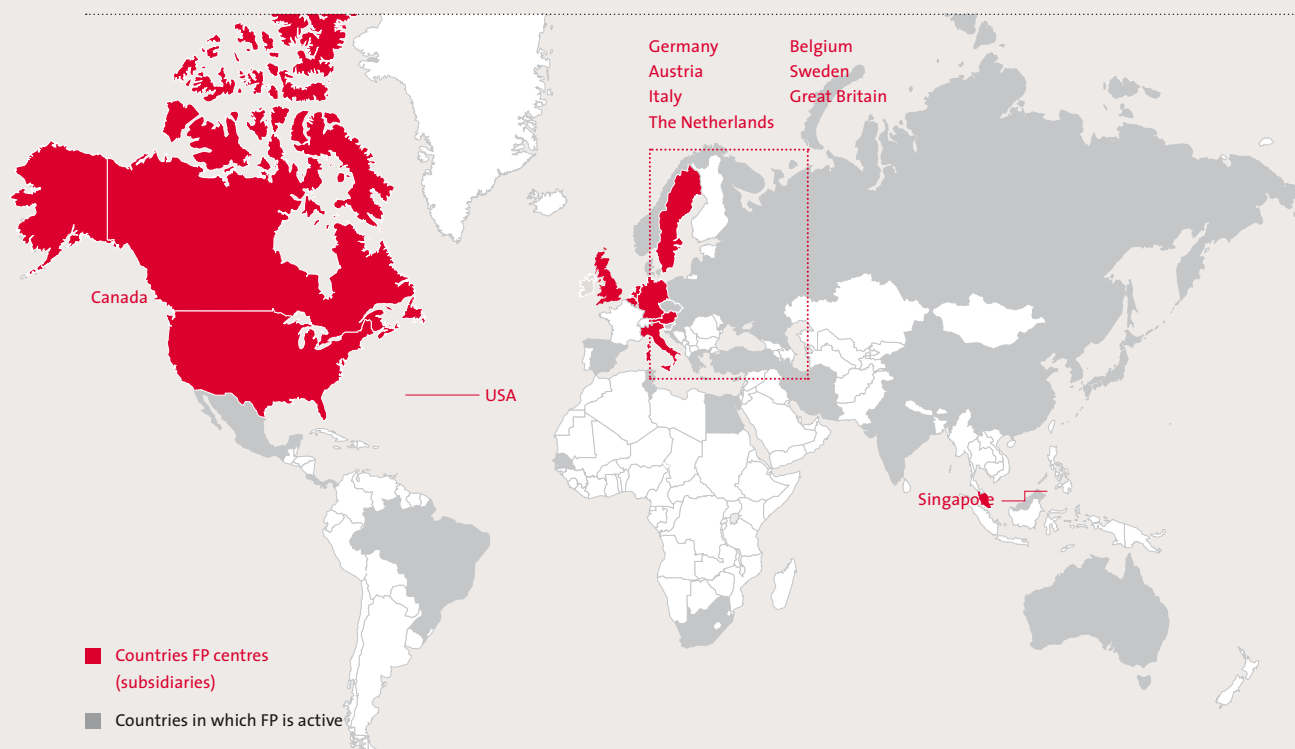 Germany
Austria
Italy
The Netherlands
Belgium
Sweden
Great Britain
Canada
USA
Singapore
Countries FP centres
(subsidiaries)
Countries in which FP is active